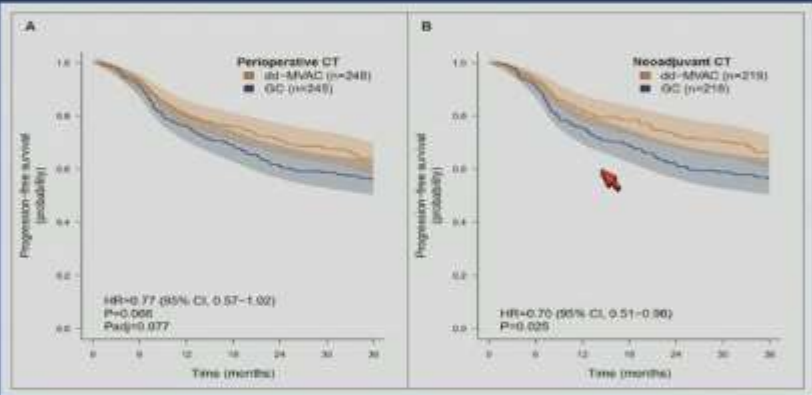 A
Perioperative CT
dd-MVAC (n=248)
GC (n=245)
1.0
0.8
0.6
0.4
0.2
0.0
Progression-free survival
(probability)
HR=0.77 (95% CI, 0.57-1.02)
P=0.066
Padj=0.077
0 6 12 18 24 30 36
Time (months)
B
Neoadjuvant CT
dd-MVAC (n=219)
GC (n=218)
1.0
0.8
0.6
0.4
0.2
0.0
Progression-free survival
(probability)
HR=0.70 (95% CI, 0.51-0.96)
P=0.025
0 6 12 18 24 30 36
Time (months)